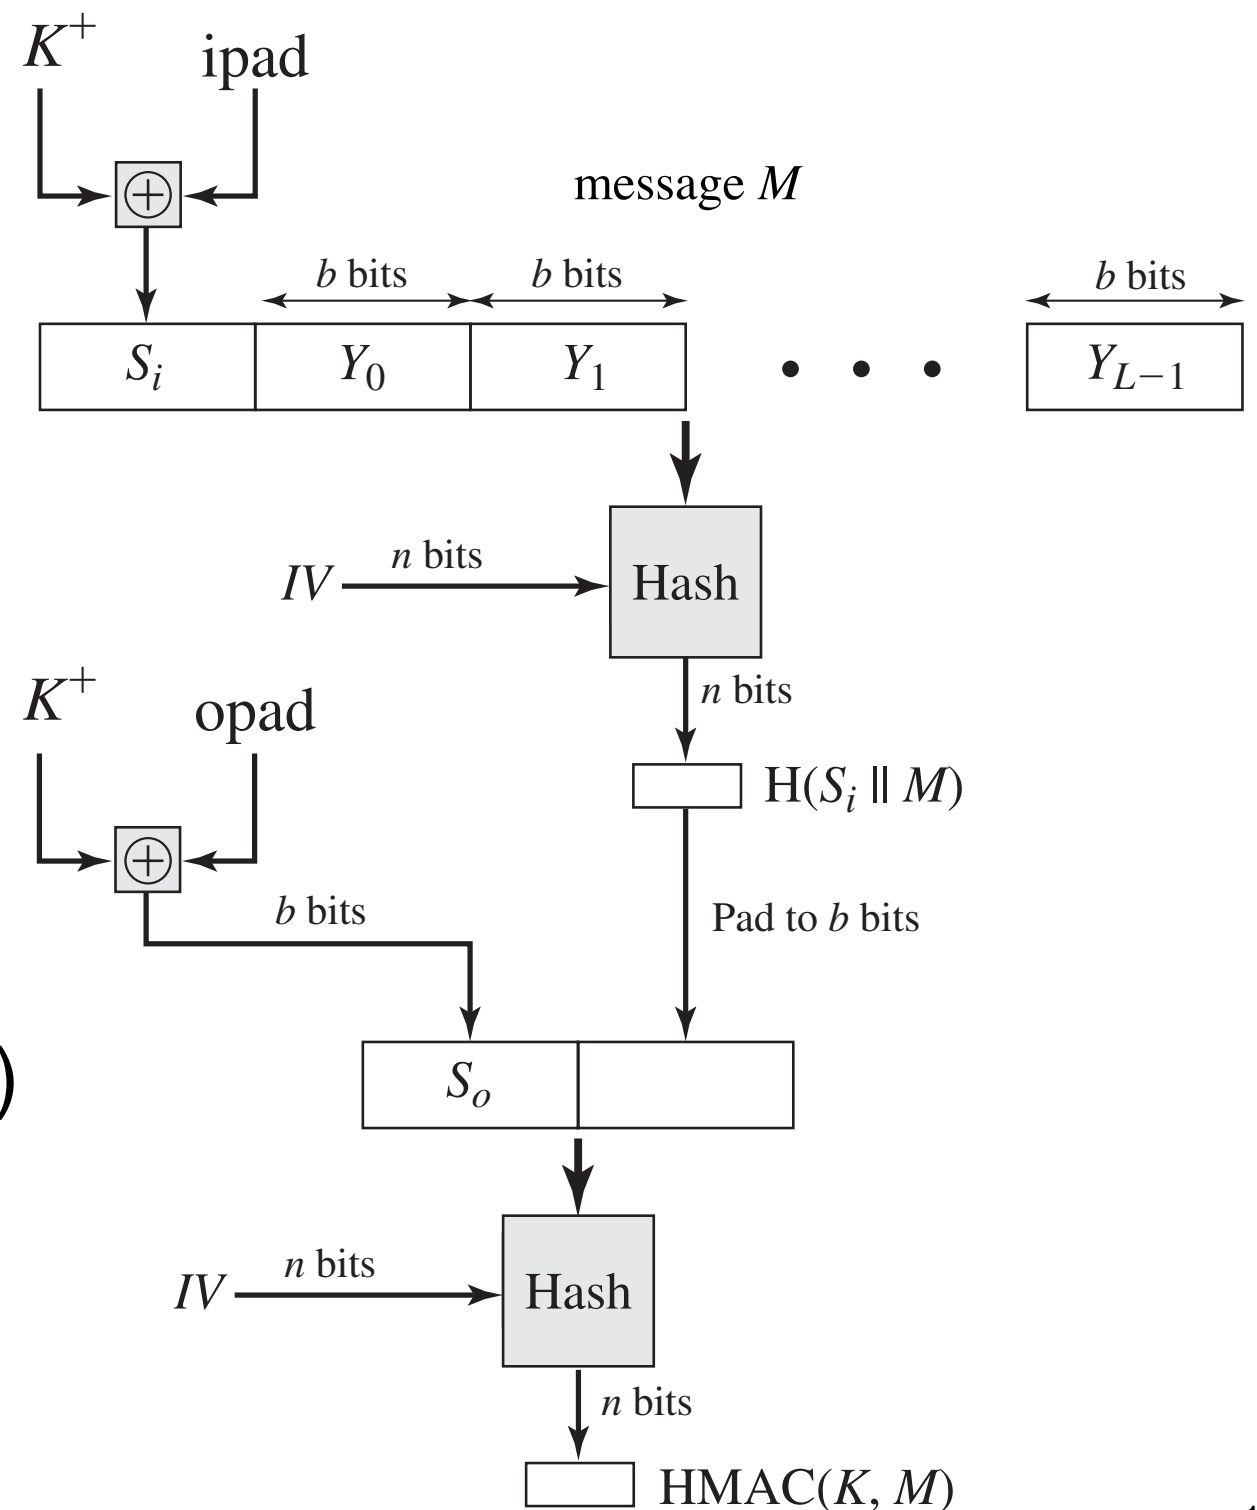 K⁺ ipad
message M
b bits b bits b bits
Sᵢ Y₀ Y₁ • • • Y_{L−1}
n bits
IV Hash
n bits
K⁺ opad
H(Sᵢ || M)
b bits
Pad to b bits
Sₒ
)
n bits
IV Hash
n bits
HMAC(K, M)